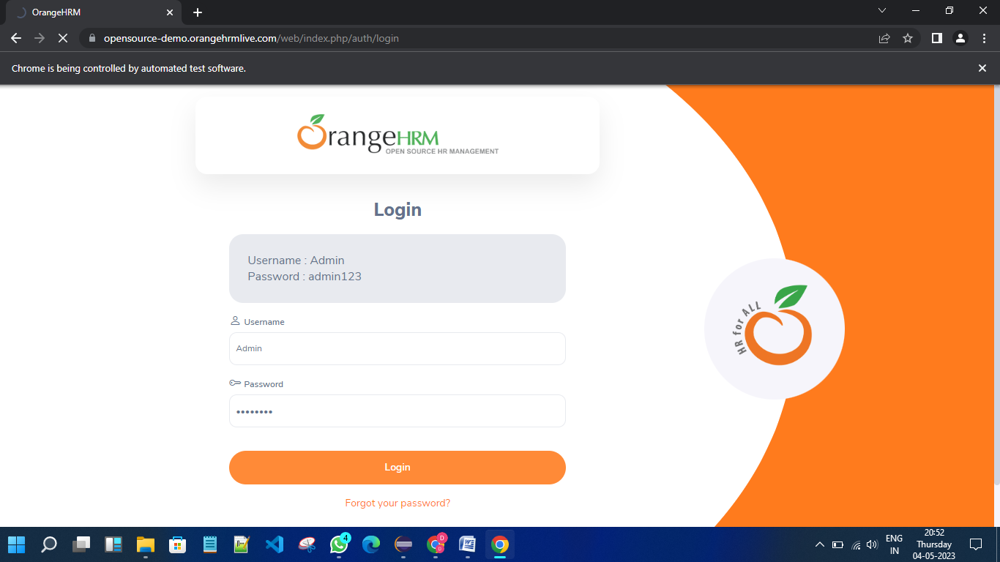 OrangeHRM
opensource-demo.orangehrmlive.com/web/index.php/auth/login
Chrome is being controlled by automated test software.
OrangeHRM
OPEN SOURCE HR MANAGEMENT
Login
Username : Admin
Password : admin123
Username
Admin
Password
••••••••
Login
Forgot your password?
HR for ALL
4
D
D
ENG
IN
20:52
Thursday
04-05-2023